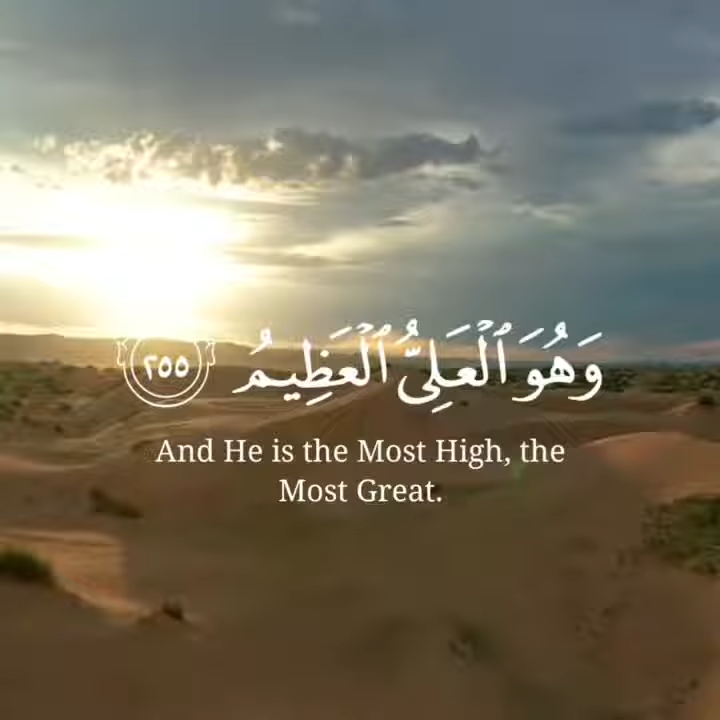 وَهُوَ ٱلْعَلِىُّ ٱلْعَظِيمُ ٢٥٥
And He is the Most High, the
Most Great.